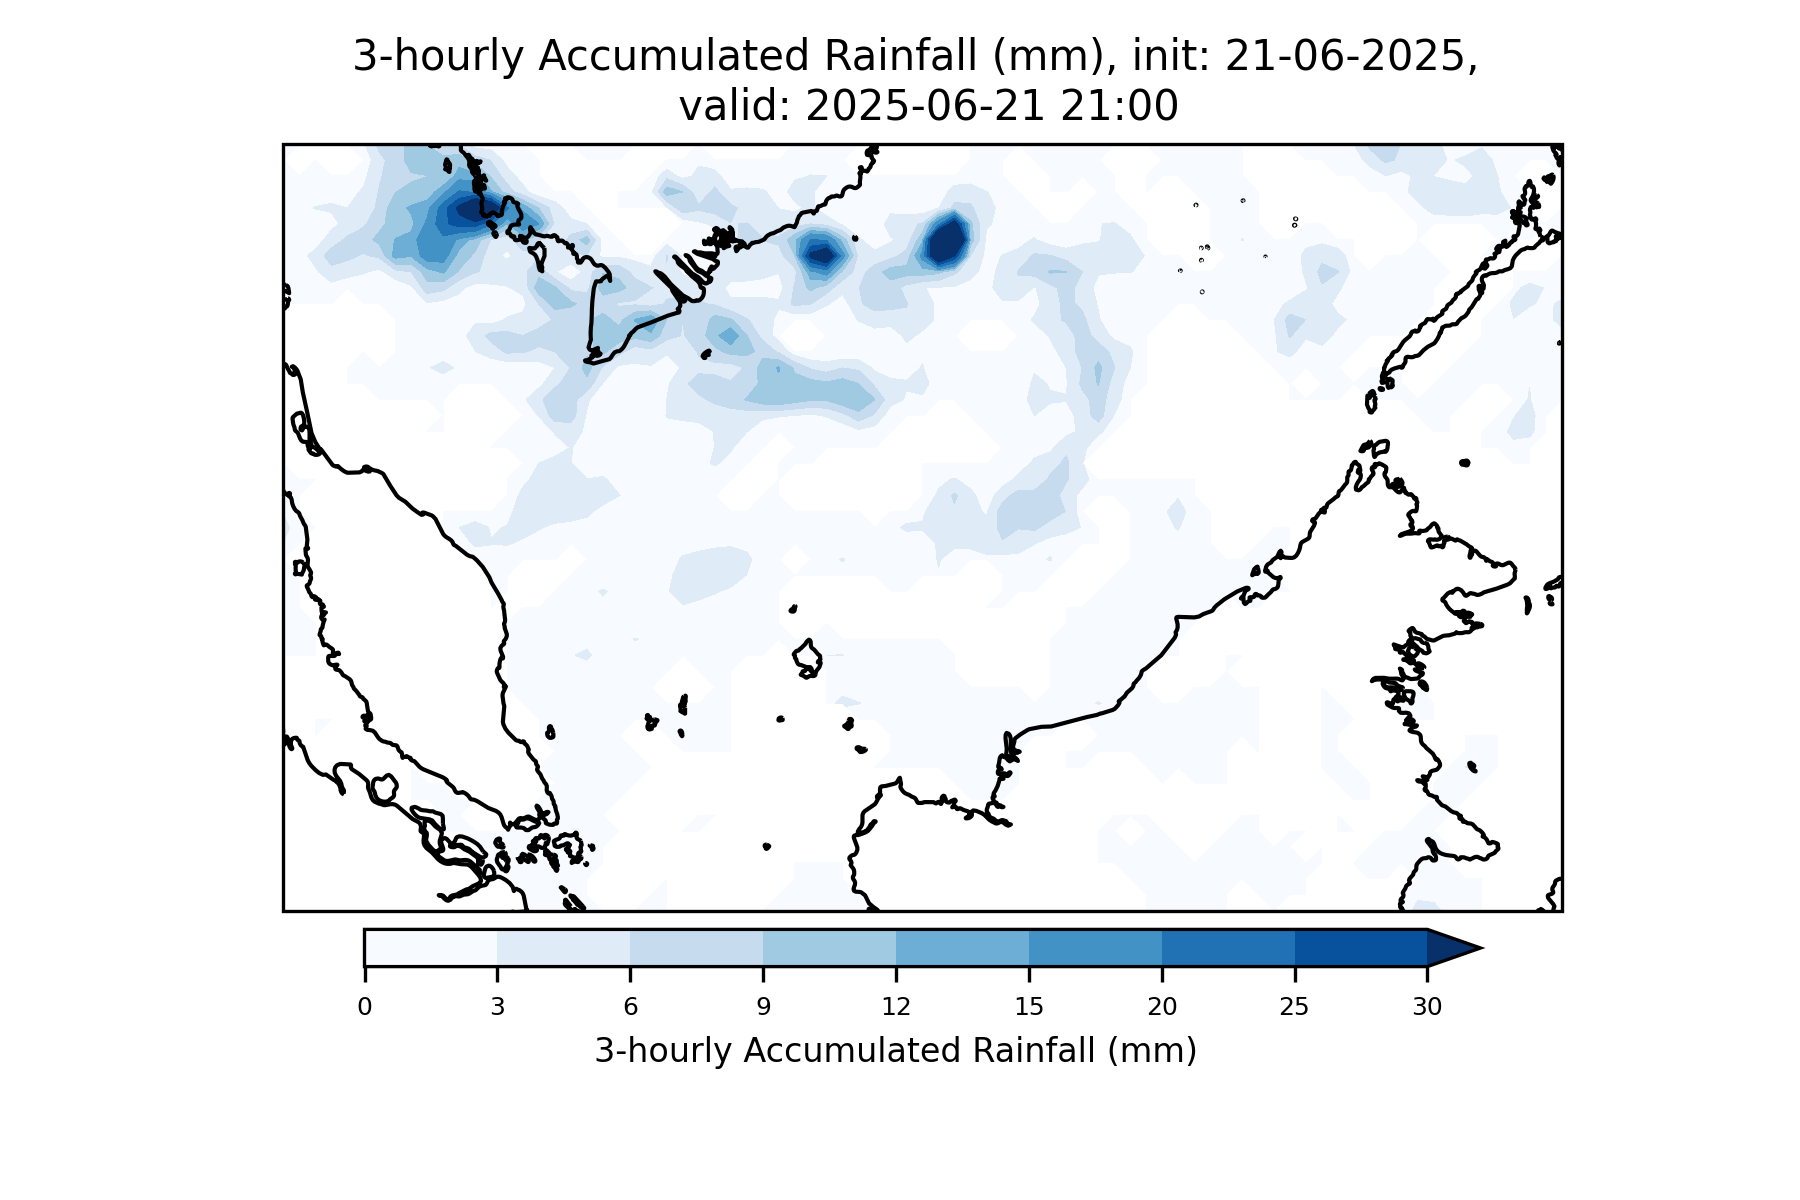 3-hourly Accumulated Rainfall (mm), init: 21-06-2025,
valid: 2025-06-21 21:00
0 3 6 9 12 15 20 25 30
3-hourly Accumulated Rainfall (mm)